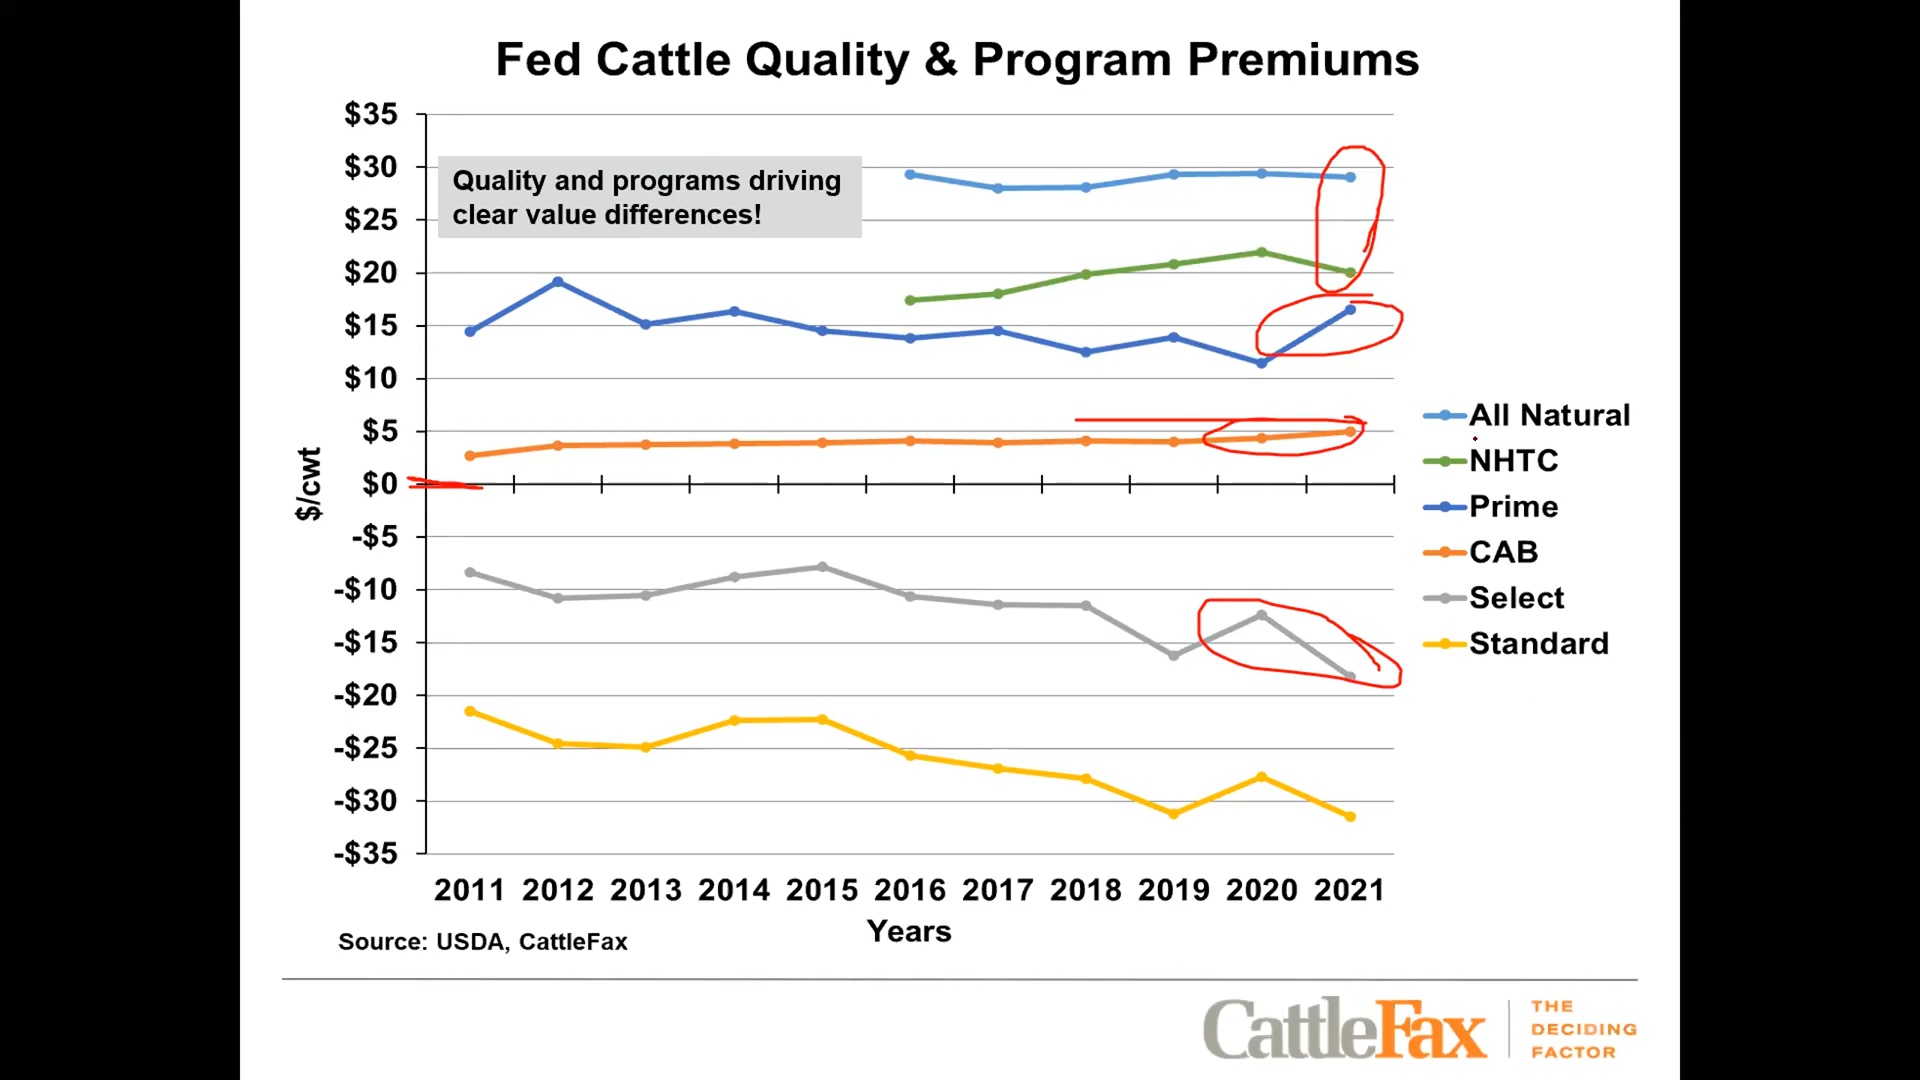 Fed Cattle Quality & Program Premiums
$35
$30
$25
$20
$15
$10
$5
$0
-$5
-$10
-$15
-$20
-$25
-$30
-$35
$/cwt
Quality and programs driving
clear value differences!
All Natural
NHTC
Prime
CAB
Select
Standard
2011 2012 2013 2014 2015 2016 2017 2018 2019 2020 2021
Years
Source: USDA, CattleFax
CattleFax
THE
DECIDING
FACTOR